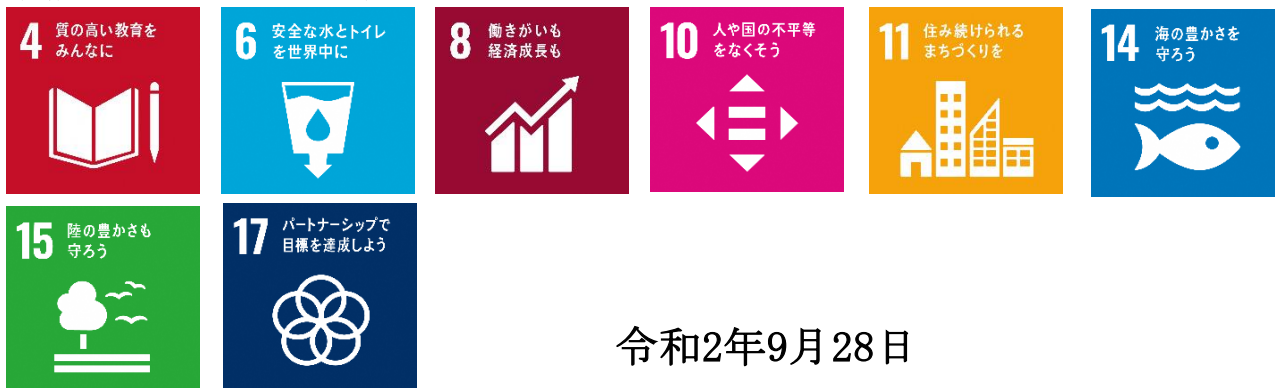 4 質の高い教育を
みんなに
6 安全な水とトイレ
を世界中に
8 働きがいも
経済成長も
10 人や国の不平等
をなくそう
11 住み続けられる
まちづくりを
14 海の豊かさを
守ろう
15 陸の豊かさも
守ろう
17 パートナーシップで
目標を達成しよう
令和2年9月28日